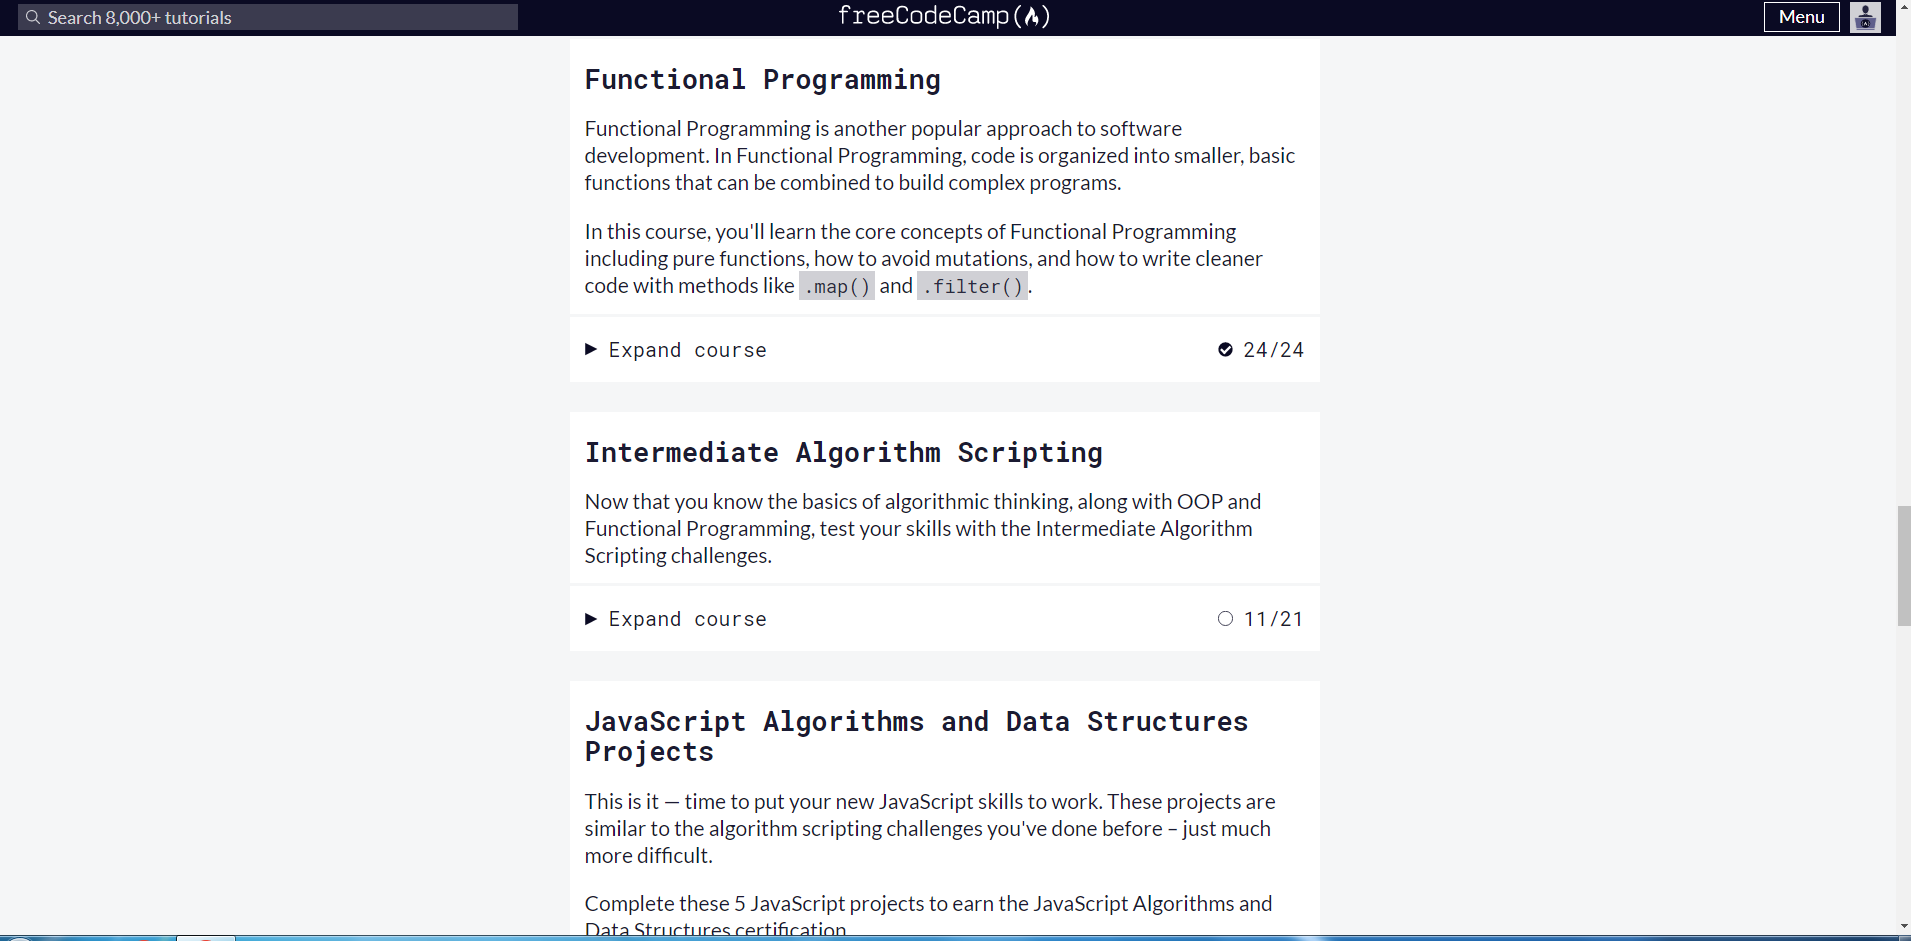 Search 8,000+ tutorials
freeCodeCamp
Menu
Functional Programming
Functional Programming is another popular approach to software
development. In Functional Programming, code is organized into smaller, basic
functions that can be combined to build complex programs.
In this course, you'll learn the core concepts of Functional Programming
including pure functions, how to avoid mutations, and how to write cleaner
code with methods like .map() and .filter().
Expand course 24/24
Intermediate Algorithm Scripting
Now that you know the basics of algorithmic thinking, along with OOP and
Functional Programming, test your skills with the Intermediate Algorithm
Scripting challenges.
Expand course 11/21
JavaScript Algorithms and Data Structures
Projects
This is it — time to put your new JavaScript skills to work. These projects are
similar to the algorithm scripting challenges you've done before – just much
more difficult.
Complete these 5 JavaScript projects to earn the JavaScript Algorithms and
Data Structures certification.